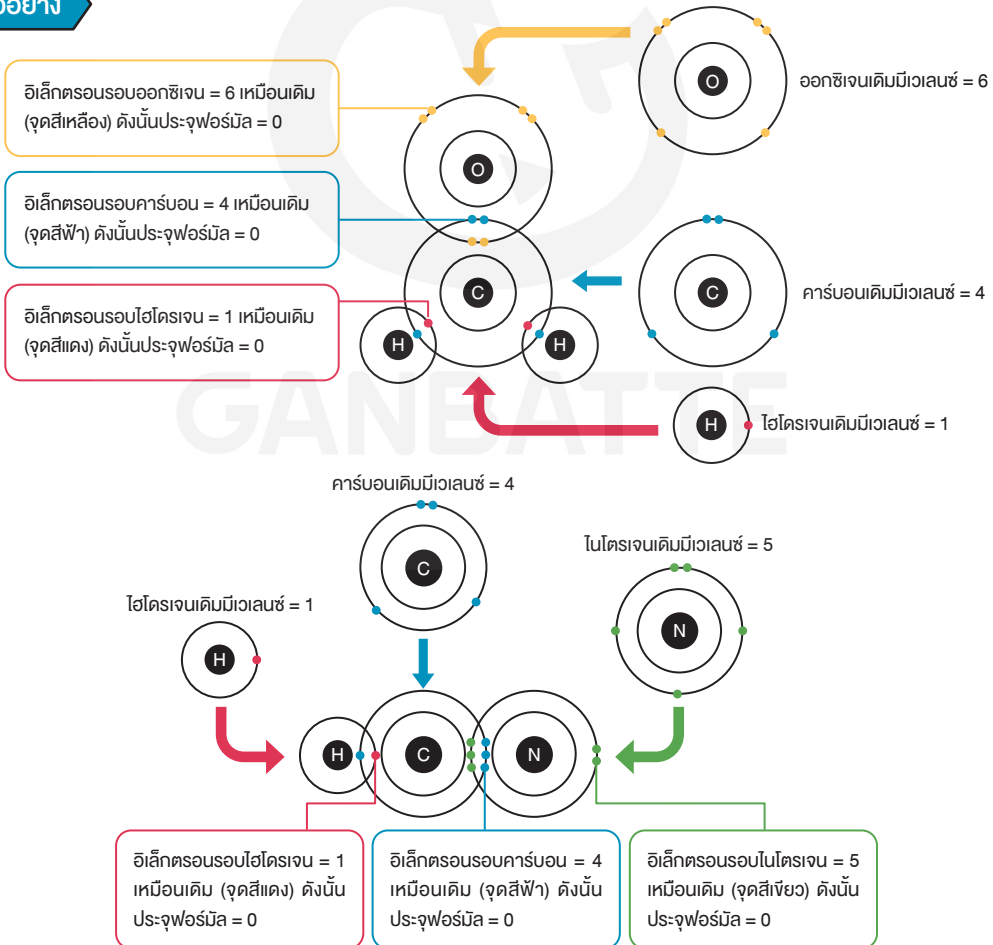 อย่าง
O
ออกซิเจนเดิมมีเวเลนซ์ = 6
อิเล็กตรอนรอบออกซิเจน = 6 เหมือนเดิม
(จุดสีเหลือง) ดังนั้นประจุฟอร์มัล = 0
O
อิเล็กตรอนรอบคาร์บอน = 4 เหมือนเดิม
(จุดสีฟ้า) ดังนั้นประจุฟอร์มัล = 0
C
C
คาร์บอนเดิมมีเวเลนซ์ = 4
อิเล็กตรอนรอบไฮโดรเจน = 1 เหมือนเดิม
(จุดสีแดง) ดังนั้นประจุฟอร์มัล = 0
H
H
GANBATTE
H
ไฮโดรเจนเดิมมีเวเลนซ์ = 1
คาร์บอนเดิมมีเวเลนซ์ = 4
C
ไนโตรเจนเดิมมีเวเลนซ์ = 5
ไฮโดรเจนเดิมมีเวเลนซ์ = 1
N
H
H
C
N
อิเล็กตรอนรอบไฮโดรเจน = 1
เหมือนเดิม (จุดสีแดง) ดังนั้น
ประจุฟอร์มัล = 0
อิเล็กตรอนรอบคาร์บอน = 4
เหมือนเดิม (จุดสีฟ้า) ดังนั้น
ประจุฟอร์มัล = 0
อิเล็กตรอนรอบไนโตรเจน = 5
เหมือนเดิม (จุดสีเขียว) ดังนั้น
ประจุฟอร์มัล = 0